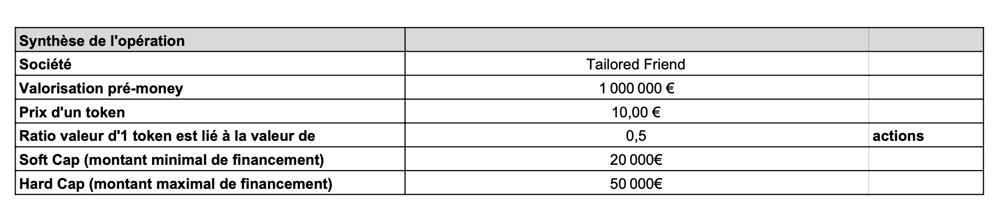 Synthèse de l'opération
Société Tailored Friend
Valorisation pré-money 1 000 000 €
Prix d'un token 10,00 €
Ratio valeur d'1 token est lié à la valeur de 0,5 actions
Soft Cap (montant minimal de financement) 20 000€
Hard Cap (montant maximal de financement) 50 000€